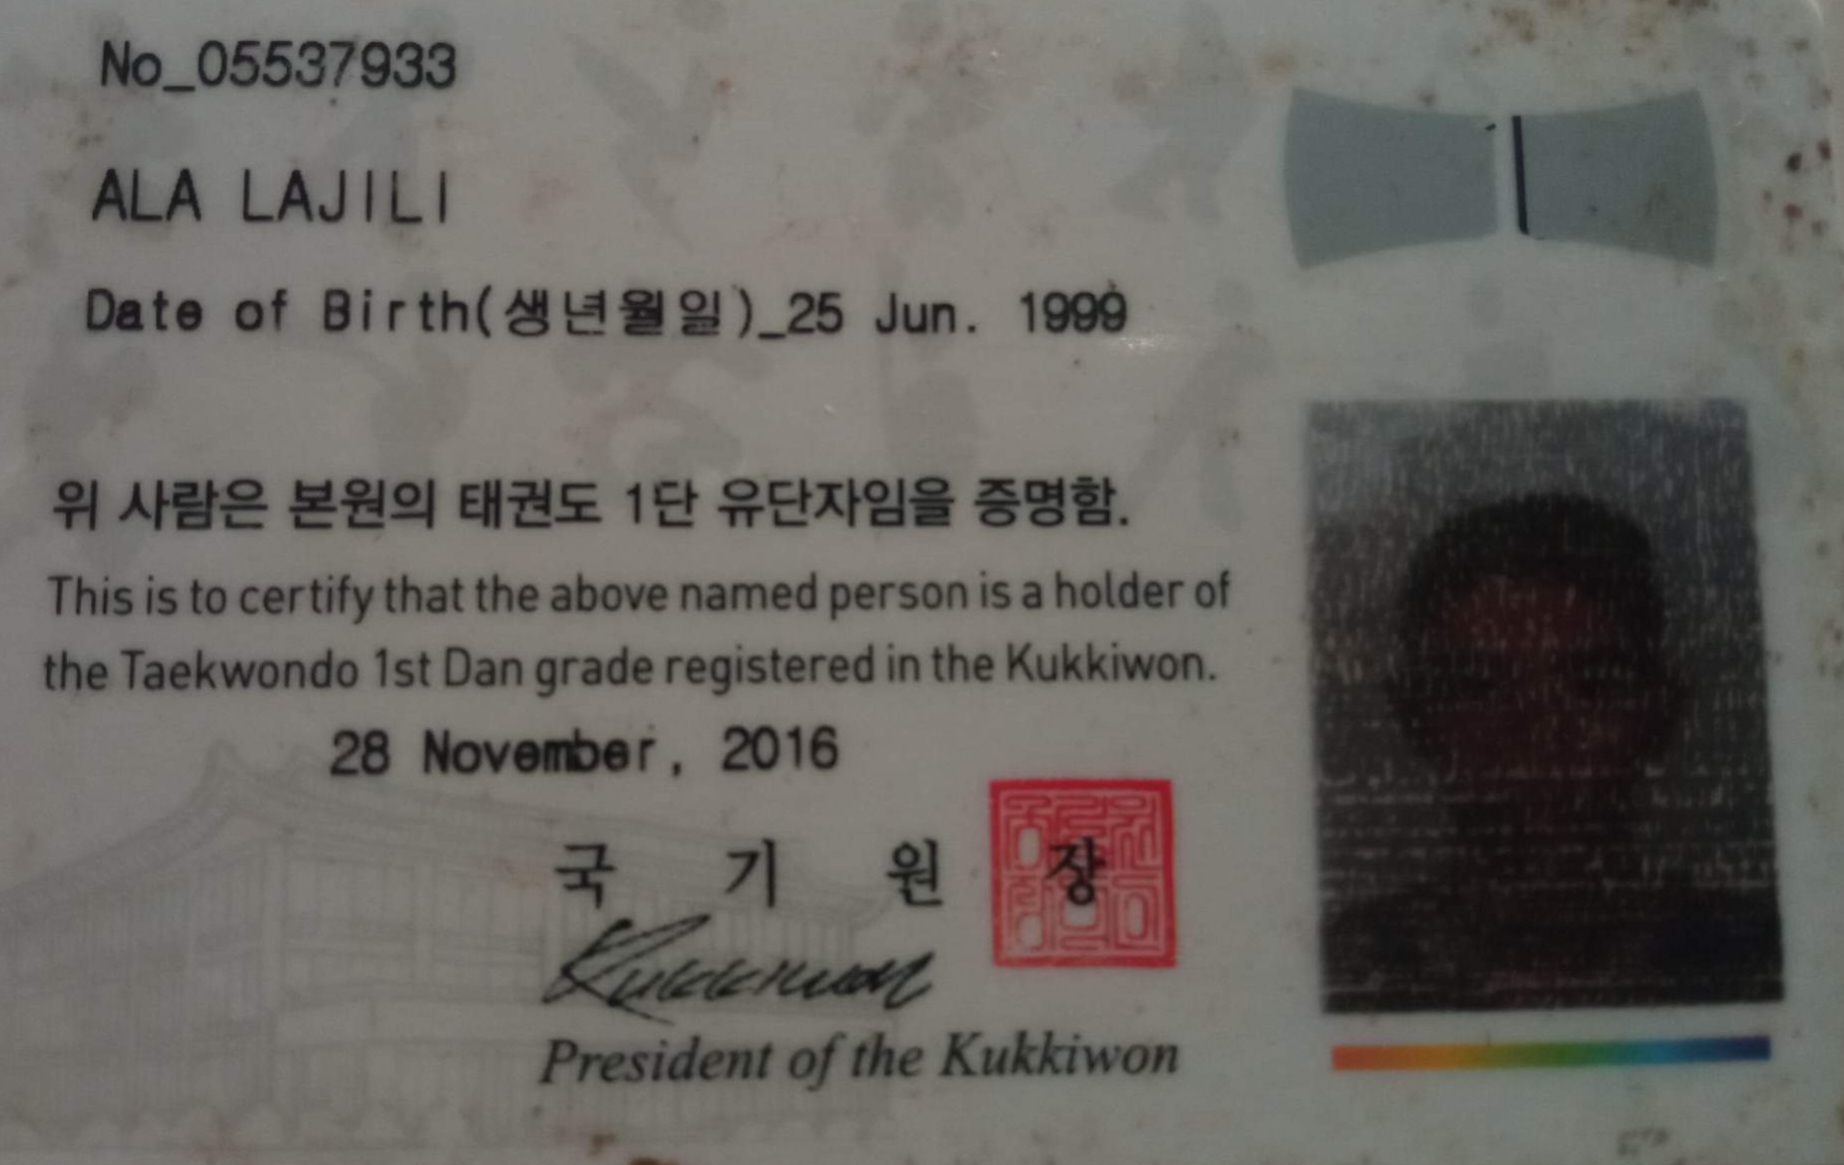 No_05537933
ALA LAJILI
Date of Birth(생년월일)_25 Jun. 1999
위 사람은 본원의 태권도 1단 유단자임을 증명함.
This is to certify that the above named person is a holder of
the Taekwondo 1st Dan grade registered in the Kukkiwon.
28 November, 2016
국 기 원 장
Kukkiwon
President of the Kukkiwon